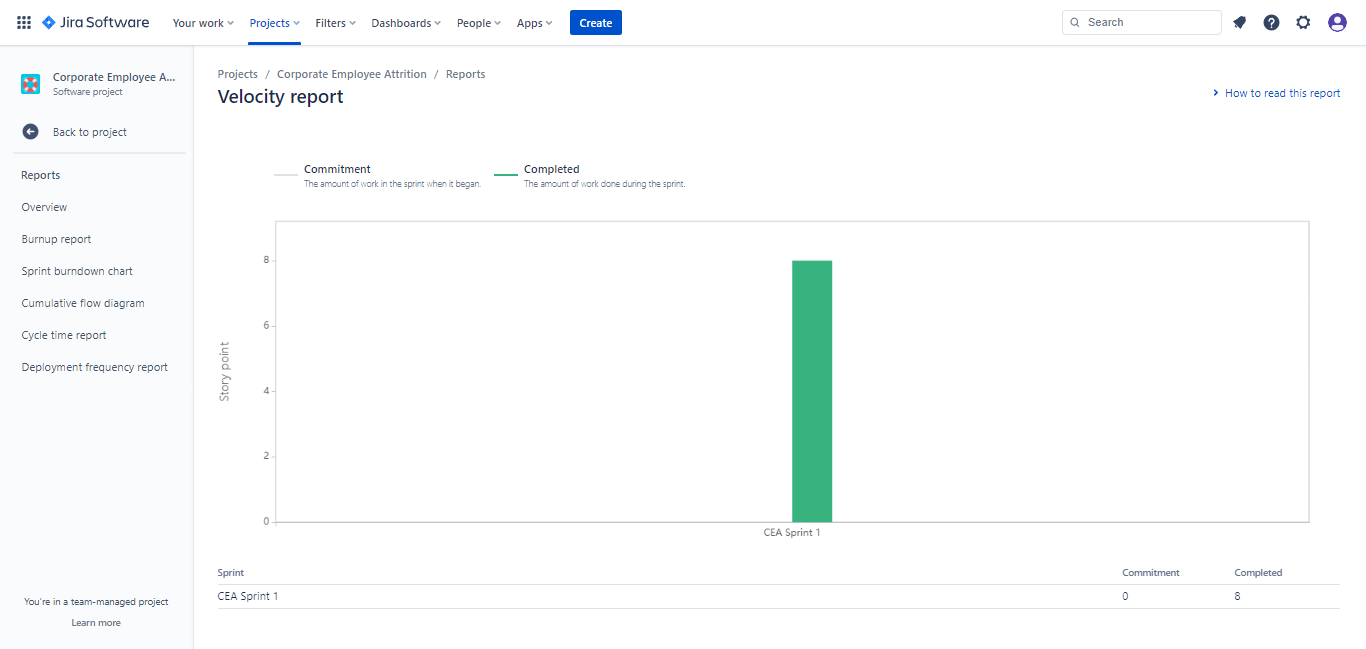 Jira Software Your work Projects Filters Dashboards People Apps Create Search
Corporate Employee A...
Software project
Back to project
Reports
Overview
Burnup report
Sprint burndown chart
Cumulative flow diagram
Cycle time report
Deployment frequency report
You're in a team-managed project
Learn more
Projects / Corporate Employee Attrition / Reports
Velocity report
How to read this report
Commitment
The amount of work in the sprint when it began.
Completed
The amount of work done during the sprint.
Story point
8
6
4
2
0
CEA Sprint 1
Sprint Commitment Completed
CEA Sprint 1 0 8